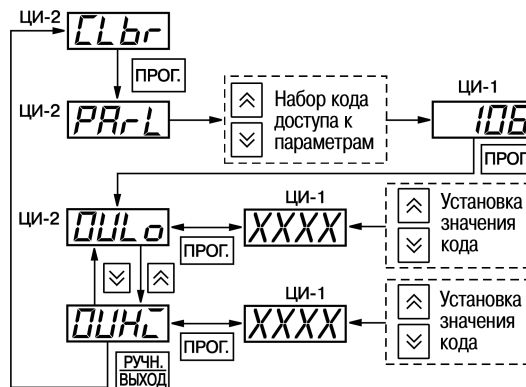 ЦИ-2
CLbr
ПРОГ.
ЦИ-1
ЦИ-2
PArL
Набор кода
доступа к
параметрам
106
ПРОГ
ЦИ-2
OULo
ПРОГ.
ЦИ-1
XXXX
Установка
значения
кода
OUHi
ПРОГ.
ЦИ-1
XXXX
Установка
значения
кода
РУЧН.
ВЫХОД